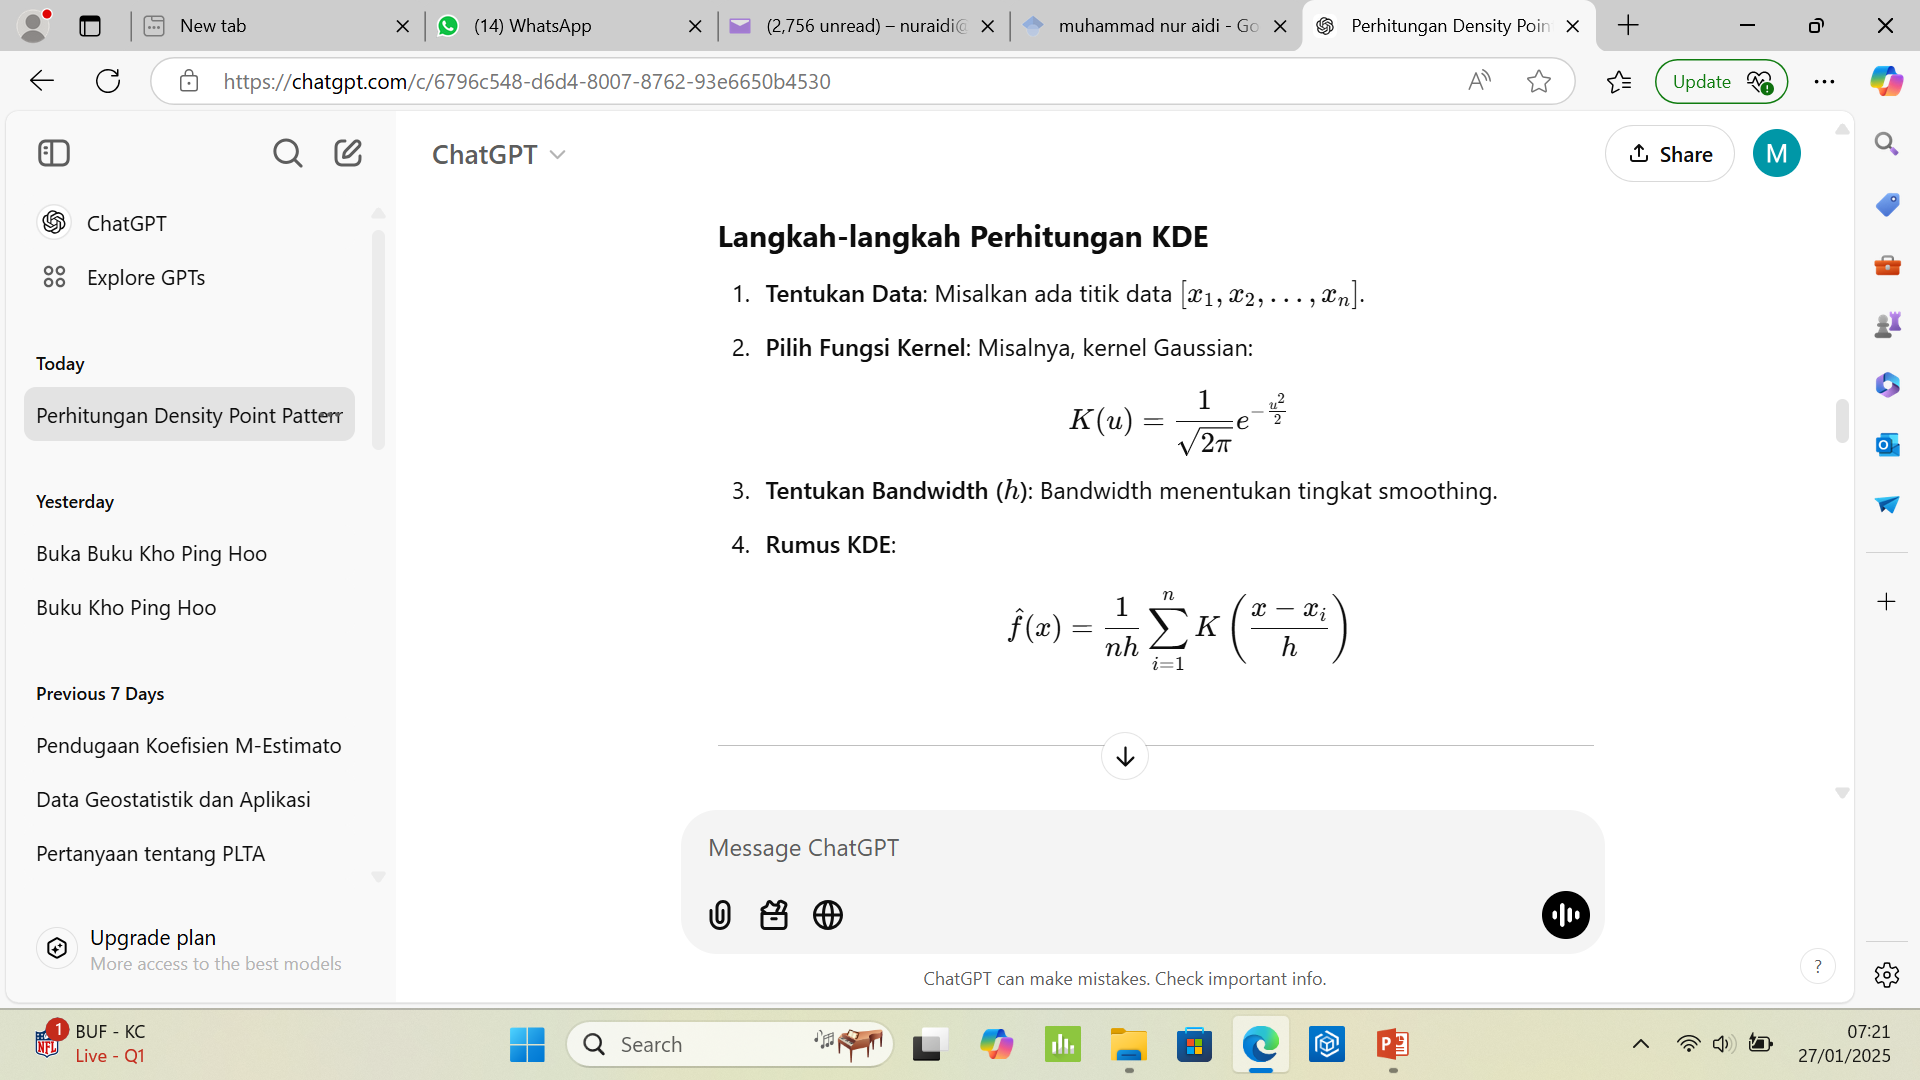 New tab
(14) WhatsApp
(2,756 unread) – nuraidi@
muhammad nur aidi - Go
Perhitungan Density Poin
https://chatgpt.com/c/6796c548-d6d4-8007-8762-93e6650b4530
Update
ChatGPT
Share
M
ChatGPT
Explore GPTs
Today
Perhitungan Density Point Pattern
Yesterday
Buka Buku Kho Ping Hoo
Buku Kho Ping Hoo
Previous 7 Days
Pendugaan Koefisien M-Estimato
Data Geostatistik dan Aplikasi
Pertanyaan tentang PLTA
Upgrade plan
More access to the best models
Langkah-langkah Perhitungan KDE
1. Tentukan Data: Misalkan ada titik data [x₁, x₂, . . . , xₙ].
2. Pilih Fungsi Kernel: Misalnya, kernel Gaussian:
K(u) = 1/√(2π) e^(−u²/2)
3. Tentukan Bandwidth (h): Bandwidth menentukan tingkat smoothing.
4. Rumus KDE:
f̂(x) = 1/(nh) ∑_{i=1}^{n} K((x − xᵢ)/h)
Message ChatGPT
ChatGPT can make mistakes. Check important info.
?
1
NFL
BUF - KC
Live - Q1
Search
07:21
27/01/2025